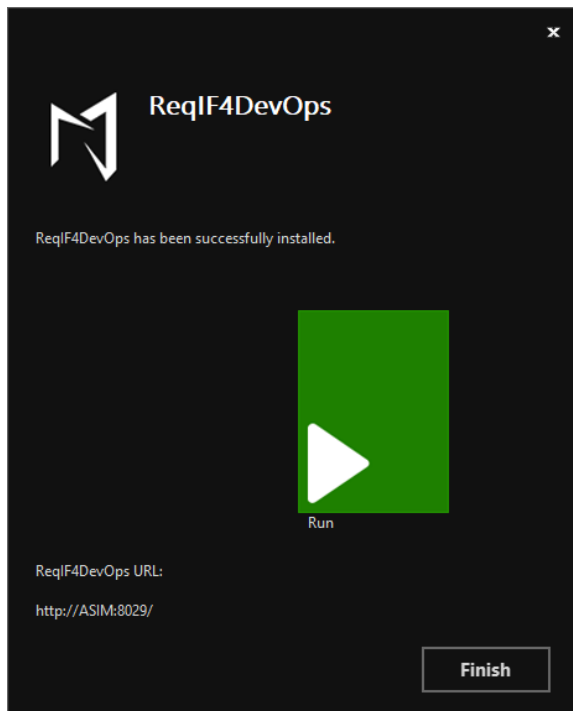 x
ReqIF4DevOps
ReqIF4DevOps has been successfully installed.
Run
ReqIF4DevOps URL:
http://ASIM:8029/
Finish